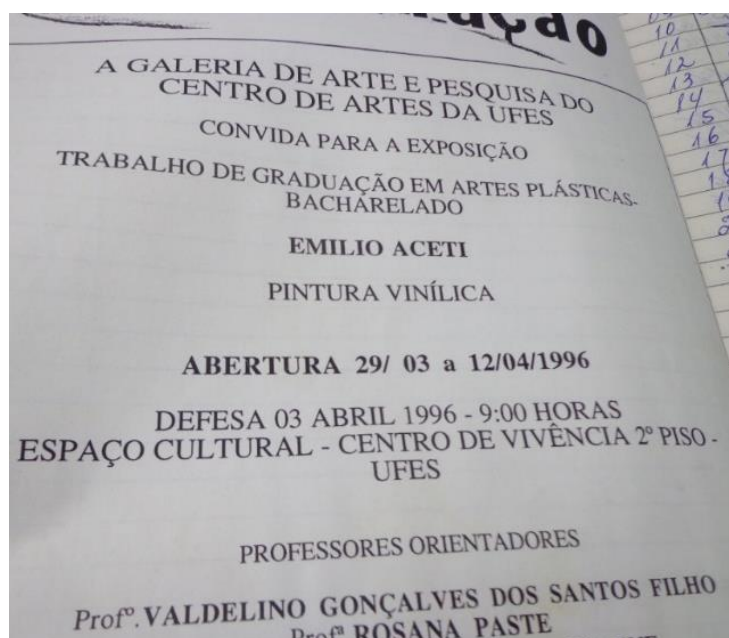 A GALERIA DE ARTE E PESQUISA DO
CENTRO DE ARTES DA UFES
CONVIDA PARA A EXPOSIÇÃO
TRABALHO DE GRADUAÇÃO EM ARTES PLÁSTICAS-
BACHARELADO
EMILIO ACETI
PINTURA VINÍLICA
ABERTURA 29/ 03 a 12/04/1996
DEFESA 03 ABRIL 1996 - 9:00 HORAS
ESPAÇO CULTURAL - CENTRO DE VIVÊNCIA 2º PISO -
UFES
PROFESSORES ORIENTADORES
Profº. VALDELINO GONÇALVES DOS SANTOS FILHO
Profª ROSANA PASTE
10
11
12
13
14
15
16